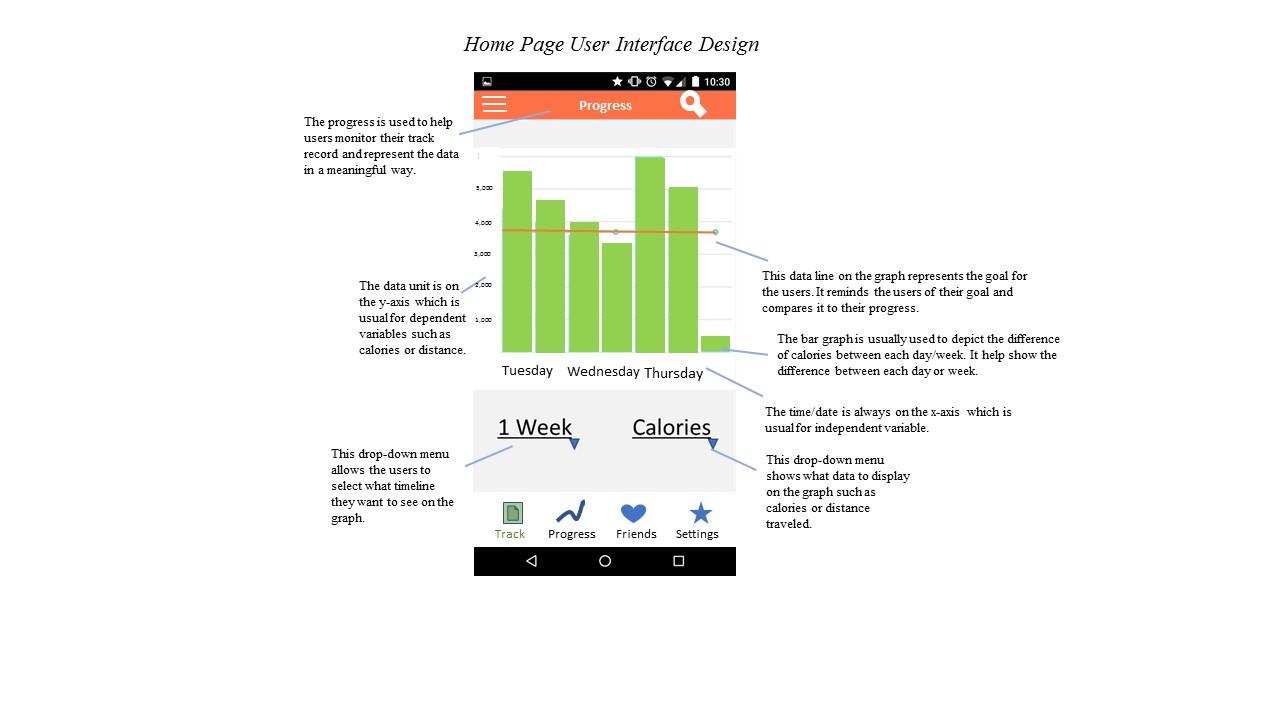 Home Page User Interface Design
10:30
Progress
The progress is used to help
users monitor their track
record and represent the data
in a meaningful way.
5,000
4,000
3,000
2,000
1,000
The data unit is on
the y-axis which is
usual for dependent
variables such as
calories or distance.
This data line on the graph represents the goal for
the users. It reminds the users of their goal and
compares it to their progress.
The bar graph is usually used to depict the difference
of calories between each day/week. It help show the
difference between each day or week.
Tuesday Wednesday Thursday
The time/date is always on the x-axis which is
usual for independent variable.
1 Week Calories
This drop-down menu
allows the users to
select what timeline
they want to see on the
graph.
This drop-down menu
shows what data to display
on the graph such as
calories or distance
traveled.
Track Progress Friends Settings